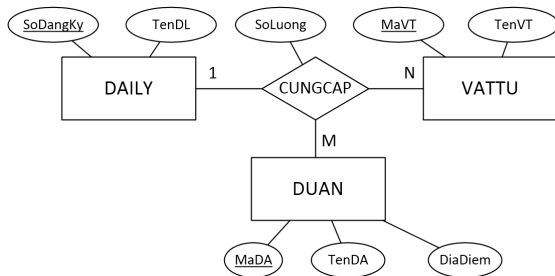 SoDangKy TenDL SoLuong MaVT TenVT
DAILY 1 CUNGCAP N VATTU
M
DUAN
MaDA TenDA DiaDiem